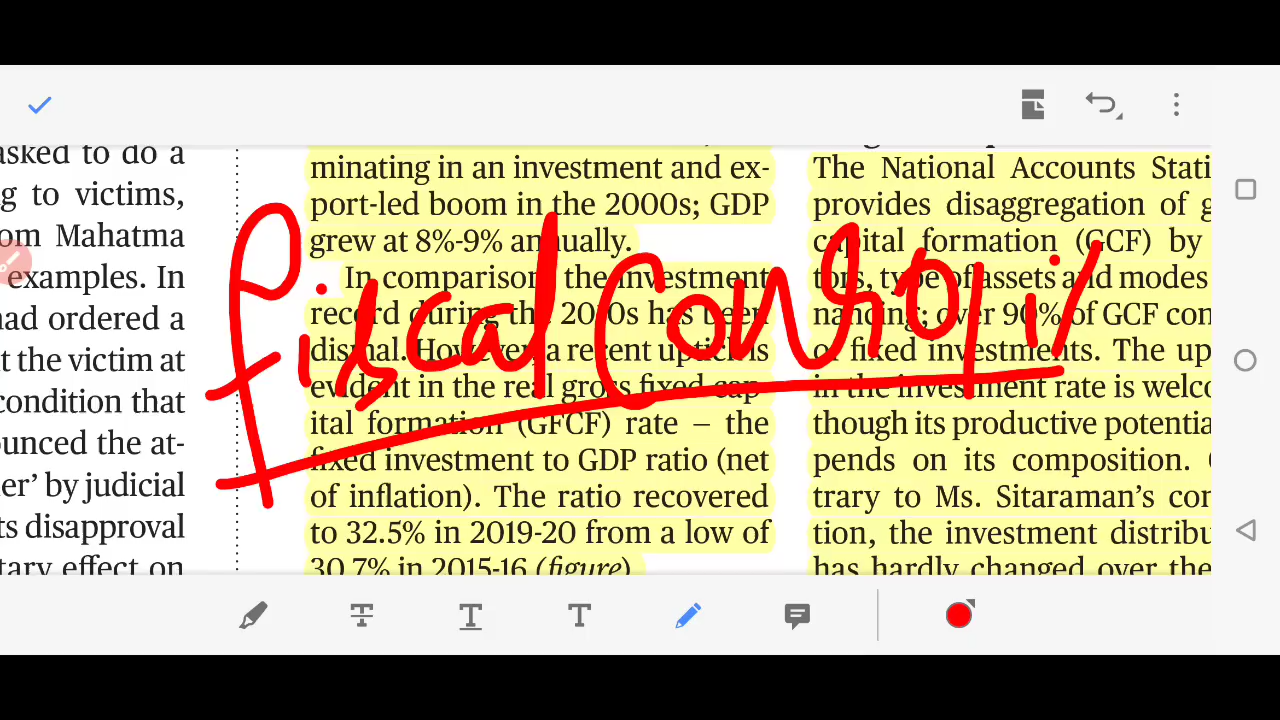 asked to do a
g to victims,
om Mahatma
examples. In
had ordered a
t the victim at
condition that
ounced the at-
er’ by judicial
ts disapproval
tary effect on
minating in an investment and ex-
port-led boom in the 2000s; GDP
grew at 8%-9% annually.
In comparison, the investment
record during the 2010s has been
dismal. However, a recent uptick is
evident in the real gross fixed cap-
ital formation (GFCF) rate – the
fixed investment to GDP ratio (net
of inflation). The ratio recovered
to 32.5% in 2019-20 from a low of
30.7% in 2015-16 (figure).
The National Accounts Stati
provides disaggregation of g
capital formation (GCF) by
tors, type of assets and modes
nancing; over 90% of GCF con
of fixed investments. The up
in the investment rate is welco
though its productive potentia
pends on its composition.
trary to Ms. Sitaraman’s con
tion, the investment distribu
has hardly changed over the
fiscal Consoli